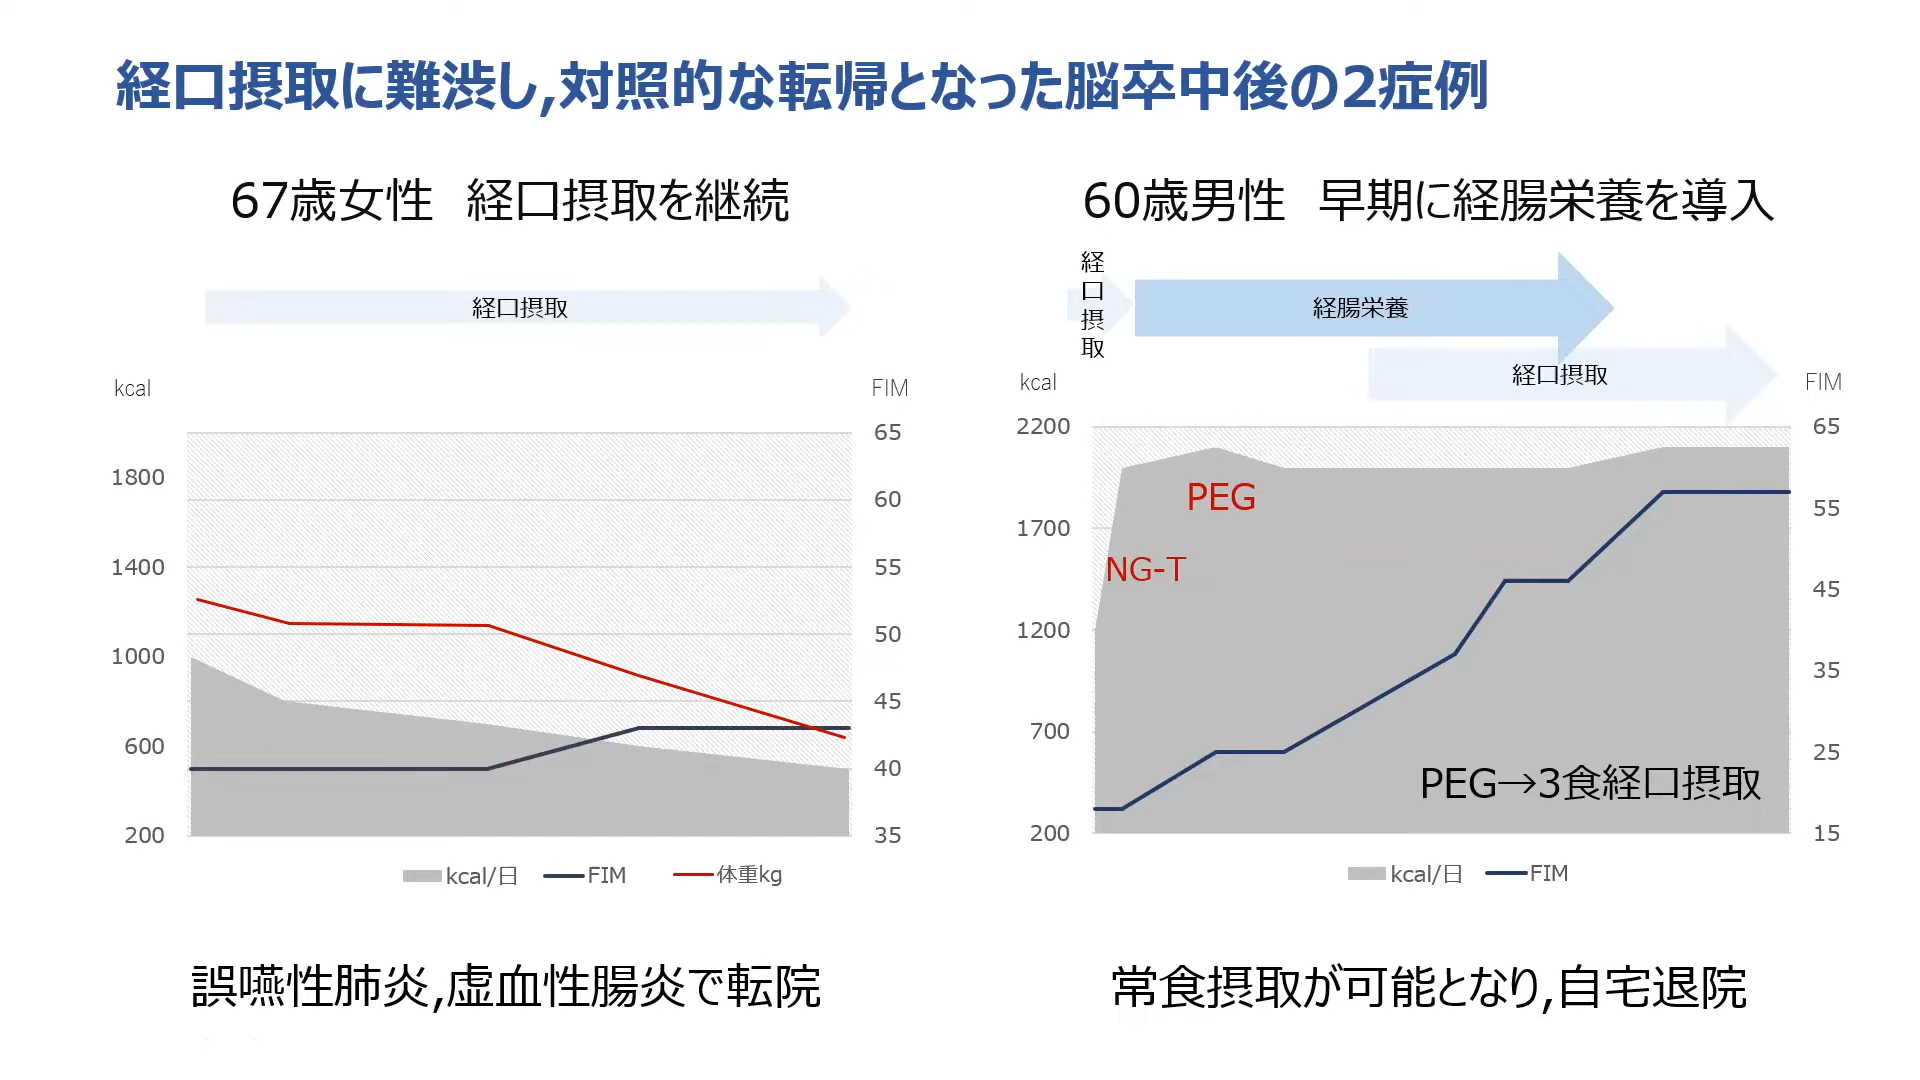 経口摂取に難渋し,対照的な転帰となった脳卒中後の2症例
67歳女性　経口摂取を継続
経口摂取
kcal
FIM
1800
1400
1000
600
200
65
60
55
50
45
40
35
kcal/日
FIM
体重kg
誤嚥性肺炎,虚血性腸炎で転院
60歳男性　早期に経腸栄養を導入
経口摂取
経腸栄養
経口摂取
kcal
FIM
2200
1700
1200
700
200
65
55
45
35
25
15
PEG
NG-T
PEG→3食経口摂取
kcal/日
FIM
常食摂取が可能となり,自宅退院